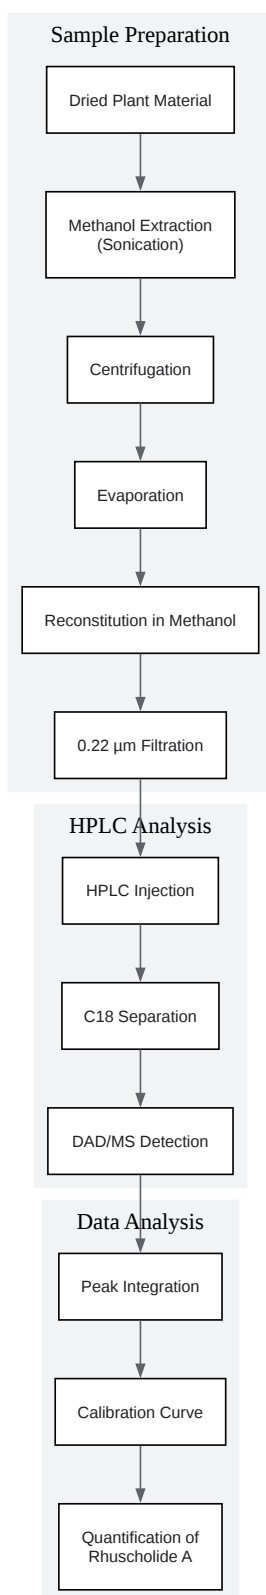 Sample Preparation
Dried Plant Material
Methanol Extraction
(Sonication)
Centrifugation
Evaporation
Reconstitution in Methanol
0.22 µm Filtration
HPLC Analysis
HPLC Injection
C18 Separation
DAD/MS Detection
Data Analysis
Peak Integration
Calibration Curve
Quantification of
Rhuscholide A